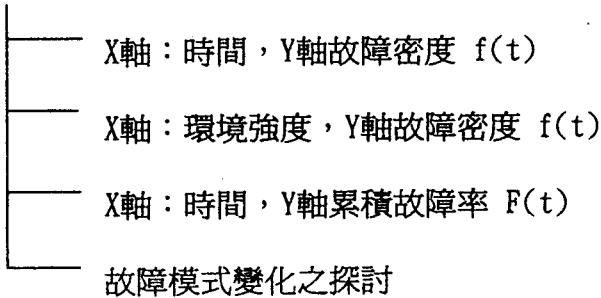 X軸：時間，Y軸故障密度 f(t)
X軸：環境強度，Y軸故障密度 f(t)
X軸：時間，Y軸累積故障率 F(t)
故障模式變化之探討